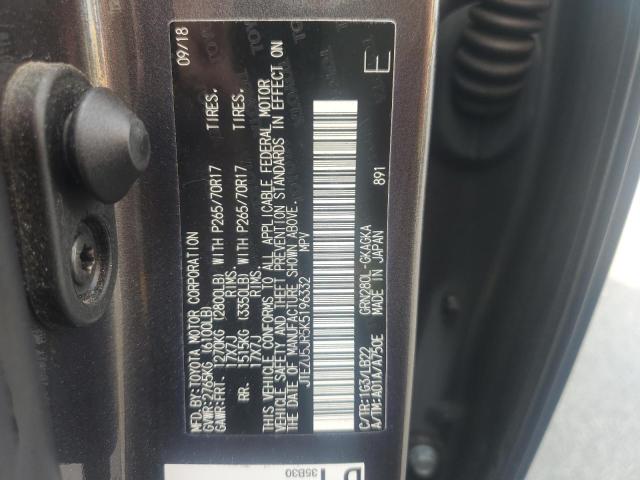 MFD.BY:TOYOTA MOTOR CORPORATION 09/18
GVWR:2765KG (6100LB)
GAWR:FRT. 1270KG (2800LB) WITH P265/70R17 TIRES,
17X7J RIMS,
RR. 1515KG (3350LB) WITH P265/70R17 TIRES,
17X7J RIMS.
THIS VEHICLE CONFORMS TO ALL APPLICABLE FEDERAL MOTOR
VEHICLE SAFETY AND THEFT PREVENTION STANDARDS IN EFFECT ON
THE DATE OF MANUFACTURE SHOWN ABOVE.
JTEZU5JR5K5196332 MPV
E
C/TR:1G3/LB22 GRN280L-GKAGKA 891
A/TM:A01A/A750E MADE IN JAPAN
35B30